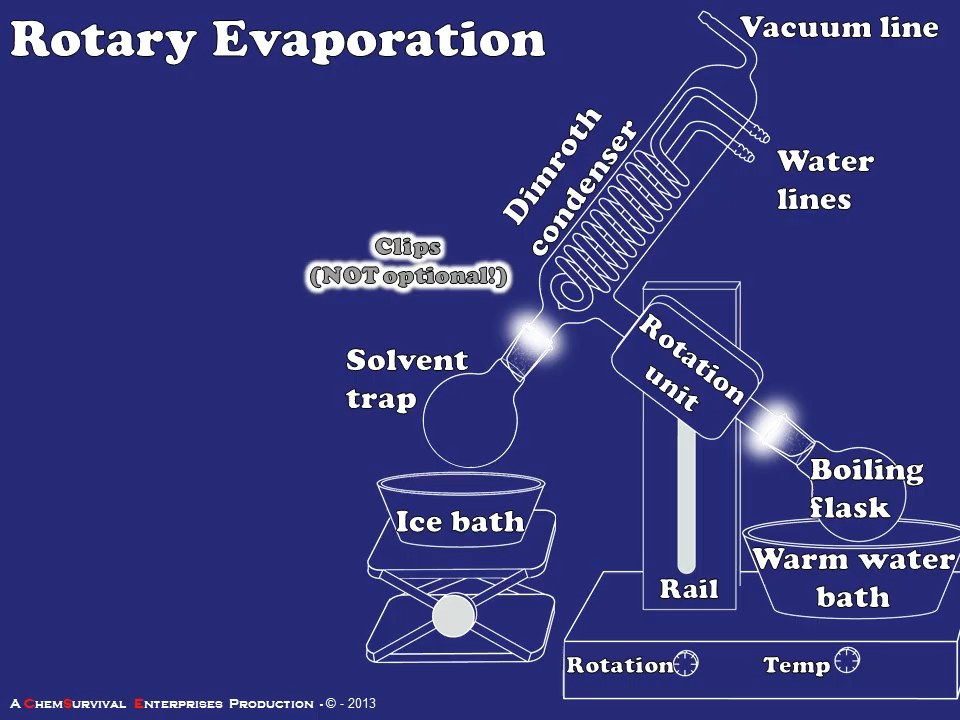 Rotary Evaporation
Vacuum line
Dimroth
condenser
Water
lines
Clips
(NOT optional!)
Rotation
unit
Solvent
trap
Boiling
flask
Ice bath
Warm water
bath
Rail
Rotation
Temp
A ChemSurvival Enterprises Production - © - 2013